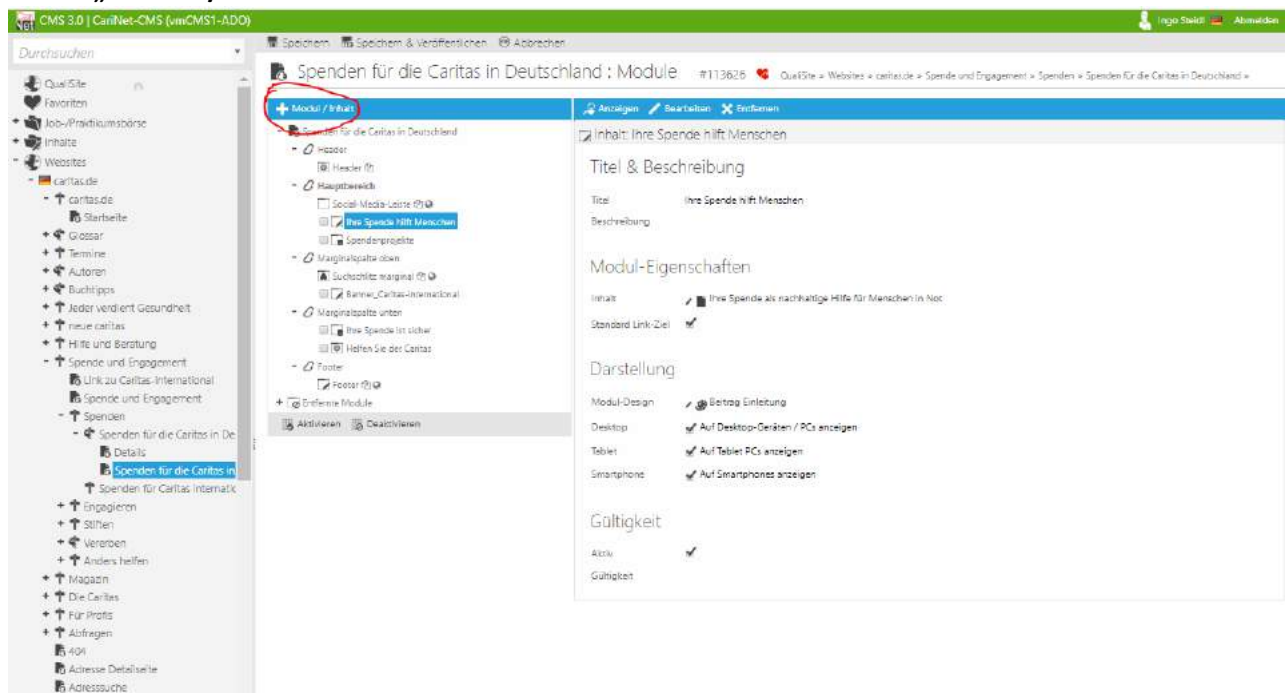 CMS 3.0 | CariNet-CMS (vmCMS1-ADO)
Ingo Steidl Abmelden
Durchsuchen
Speichern Speichern & Veröffentlichen Abbrechen
Spenden für die Caritas in Deutschland : Module #113626 QualiSite » Websites » caritas.de » Spende und Engagement » Spenden » Spenden für die Caritas in Deutschland »
QualiSite
Favoriten
Job-/Praktikumsbörse
Inhalte
Websites
caritas.de
caritas.de
Startseite
Glossar
Termine
Autoren
Buchtipps
Jeder verdient Gesundheit
neue caritas
Hilfe und Beratung
Spende und Engagement
Link zu Caritas-International
Spende und Engagement
Spenden
Spenden für die Caritas in De
Details
Spenden für die Caritas in
Spenden für Caritas internatic
Engagieren
Stiften
Vererben
Anders helfen
Magazin
Die Caritas
Für Profis
Abfragen
404
Adresse Detailseite
Adresssuche
Modul / Inhalt
Spenden für die Caritas in Deutschland
Header
Header
Hauptbereich
Social-Media-Leiste
Ihre Spende hilft Menschen
Spendenprojekte
Marginalspalte oben
Suchschlitz marginal
Banner_Caritas-international
Marginalspalte unten
Ihre Spende ist sicher
Helfen Sie der Caritas
Footer
Footer
Entfernte Module
Aktivieren Deaktivieren
Anzeigen Bearbeiten Entfernen
Inhalt: Ihre Spende hilft Menschen
Titel & Beschreibung
Titel Ihre Spende hilft Menschen
Beschreibung
Modul-Eigenschaften
Inhalt Ihre Spende als nachhaltige Hilfe für Menschen in Not
Standard Link-Ziel
Darstellung
Modul-Design Beitrag Einleitung
Desktop Auf Desktop-Geräten / PCs anzeigen
Tablet Auf Tablet PCs anzeigen
Smartphone Auf Smartphones anzeigen
Gültigkeit
Aktiv
Gültigkeit